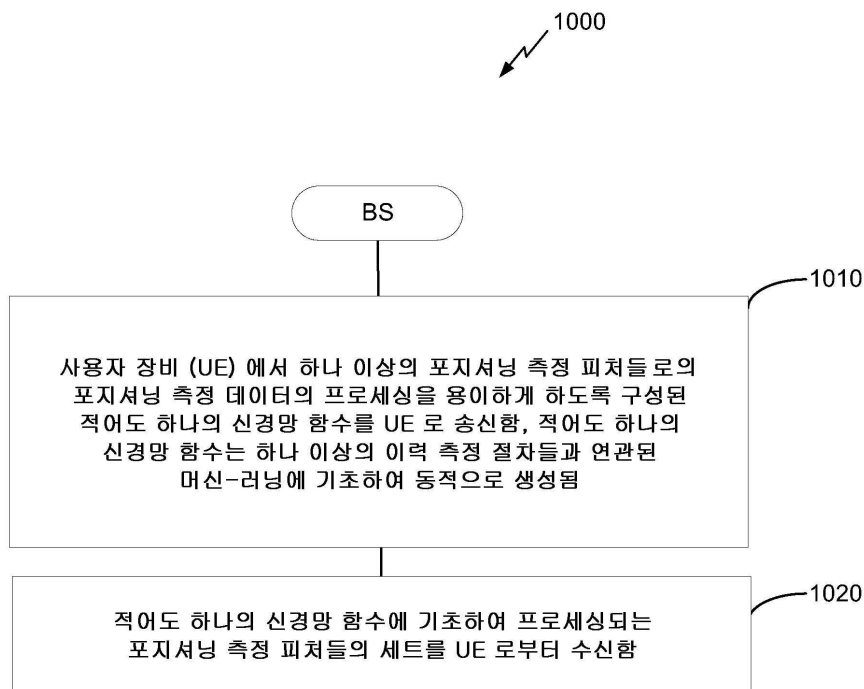 1000
BS
1010
사용자 장비 (UE) 에서 하나 이상의 포지셔닝 측정 피처들로의
포지셔닝 측정 데이터의 프로세싱을 용이하게 하도록 구성된
적어도 하나의 신경망 함수를 UE 로 송신함, 적어도 하나의
신경망 함수는 하나 이상의 이력 측정 절차들과 연관된
머신-러닝에 기초하여 동적으로 생성됨
1020
적어도 하나의 신경망 함수에 기초하여 프로세싱되는
포지셔닝 측정 피처들의 세트를 UE 로부터 수신함